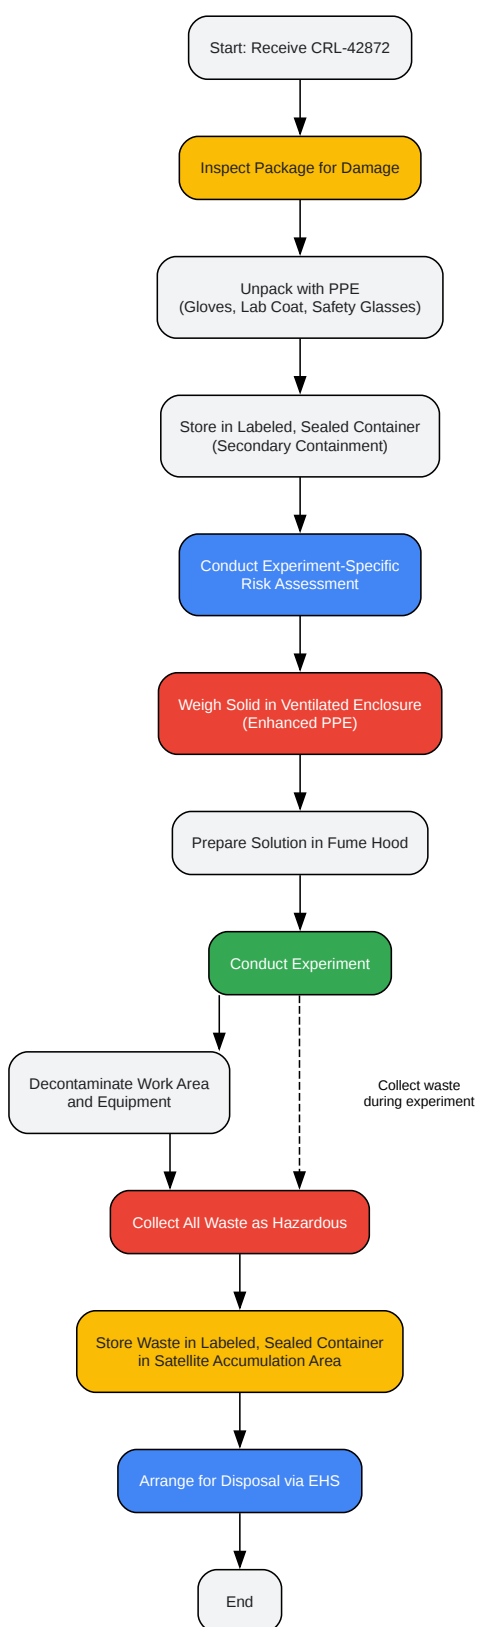 Start: Receive CRL-42872
Inspect Package for Damage
Unpack with PPE
(Gloves, Lab Coat, Safety Glasses)
Store in Labeled, Sealed Container
(Secondary Containment)
Conduct Experiment-Specific
Risk Assessment
Weigh Solid in Ventilated Enclosure
(Enhanced PPE)
Prepare Solution in Fume Hood
Conduct Experiment
Decontaminate Work Area
and Equipment
Collect waste
during experiment
Collect All Waste as Hazardous
Store Waste in Labeled, Sealed Container
in Satellite Accumulation Area
Arrange for Disposal via EHS
End